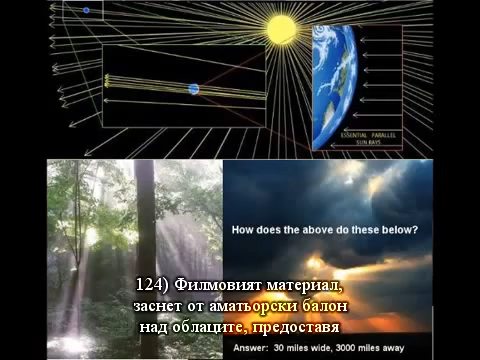 ESSENTIAL PARALLEL
SUN RAYS
How does the above do these below?
124) Филмовият материал,
заснет от аматьорски балон
над облаците, предоставя
Answer: 30 miles wide, 3000 miles away